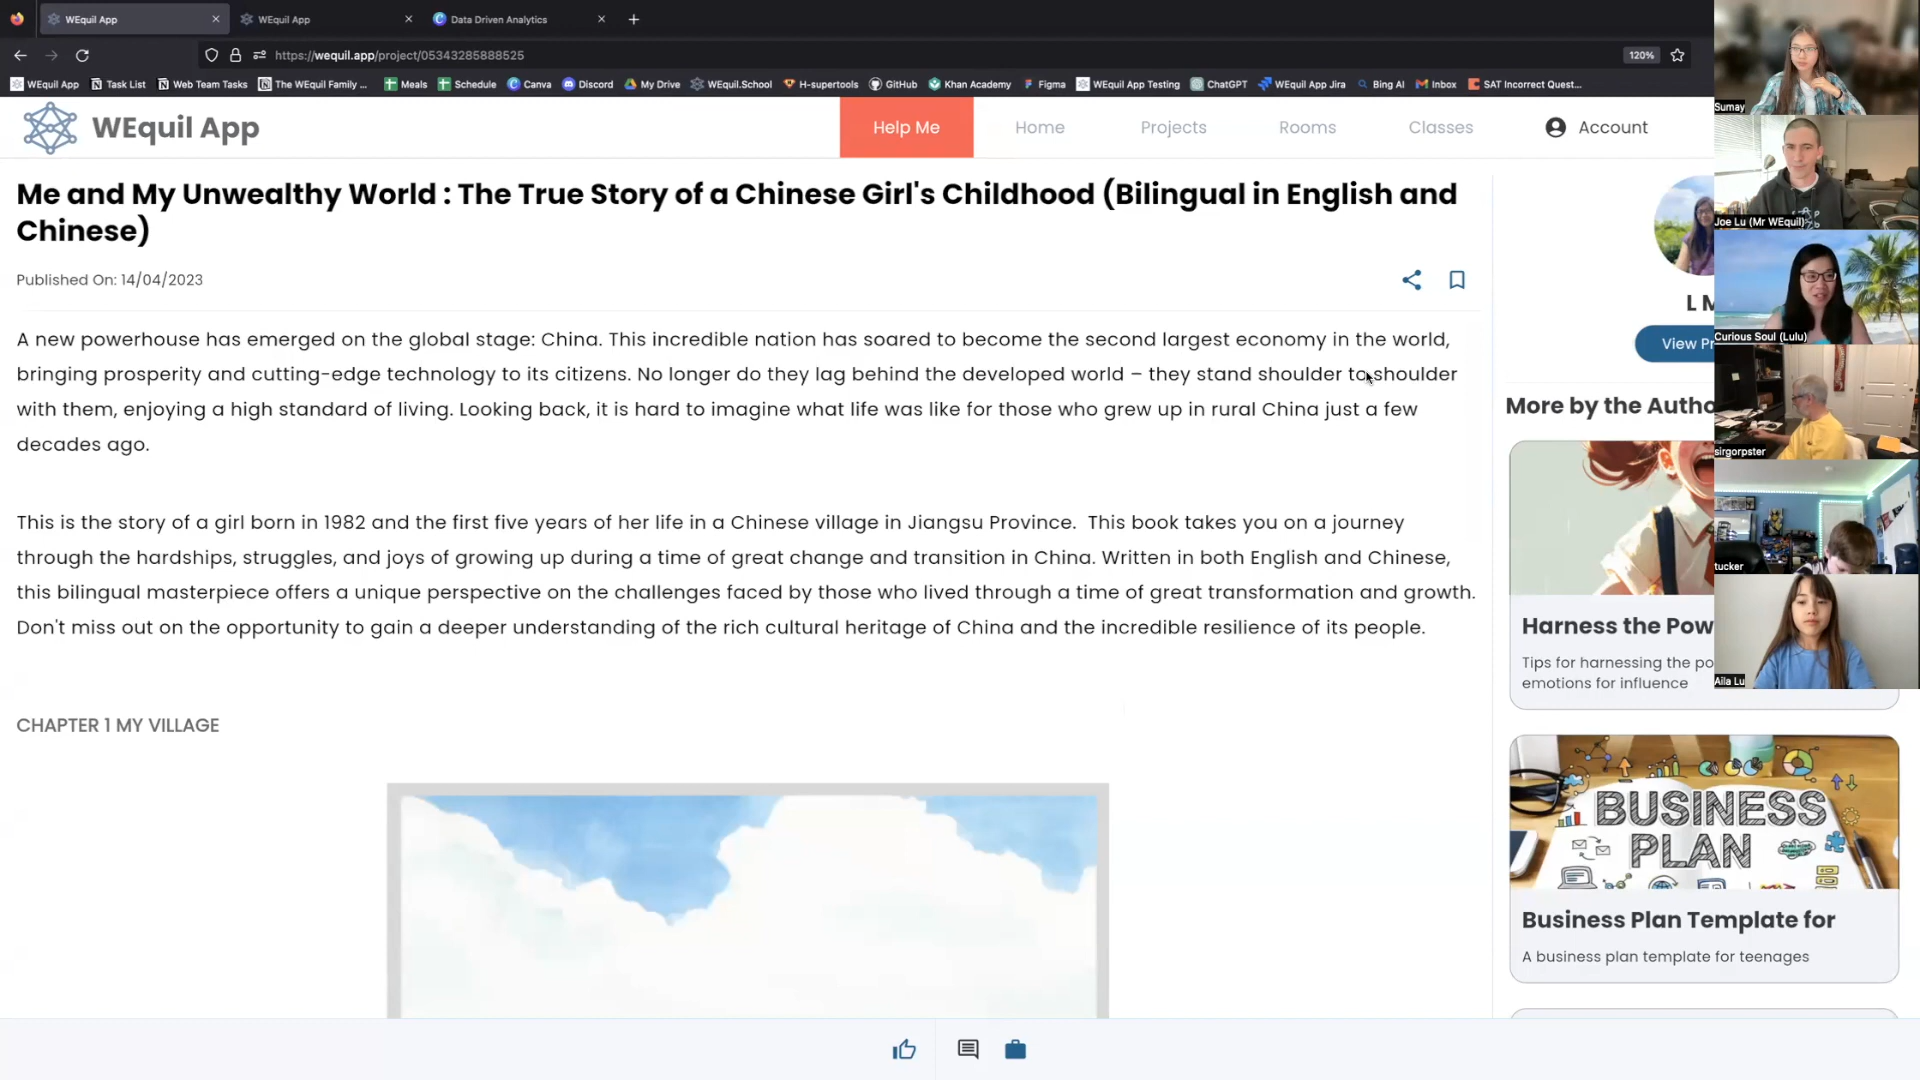 WEquil App
WEquil App
Data Driven Analytics
https://wequil.app/project/05343285888525
120%
WEquil App
Task List
Web Team Tasks
The WEquil Family ...
Meals
Schedule
Canva
Discord
My Drive
WEquil.School
H-supertools
GitHub
Khan Academy
Figma
WEquil App Testing
ChatGPT
WEquil App Jira
Bing AI
Inbox
SAT Incorrect Quest...
WEquil App
Help Me
Home
Projects
Rooms
Classes
Account
Me and My Unwealthy World : The True Story of a Chinese Girl's Childhood (Bilingual in English and
Chinese)
Published On: 14/04/2023
A new powerhouse has emerged on the global stage: China. This incredible nation has soared to become the second largest economy in the world,
bringing prosperity and cutting-edge technology to its citizens. No longer do they lag behind the developed world – they stand shoulder to shoulder
with them, enjoying a high standard of living. Looking back, it is hard to imagine what life was like for those who grew up in rural China just a few
decades ago.
This is the story of a girl born in 1982 and the first five years of her life in a Chinese village in Jiangsu Province. This book takes you on a journey
through the hardships, struggles, and joys of growing up during a time of great change and transition in China. Written in both English and Chinese,
this bilingual masterpiece offers a unique perspective on the challenges faced by those who lived through a time of great transformation and growth.
Don't miss out on the opportunity to gain a deeper understanding of the rich cultural heritage of China and the incredible resilience of its people.
CHAPTER 1 MY VILLAGE
L
View
More by the
Harness the
Tips for harnessing the
emotions for influence
BUSINESS
PLAN
Business Plan Template for
A business plan template for teenages
Sumay
Joe Lu (Mr WEquil)
Curious Soul (Lulu)
sirgorpster
tucker
Aila Lu